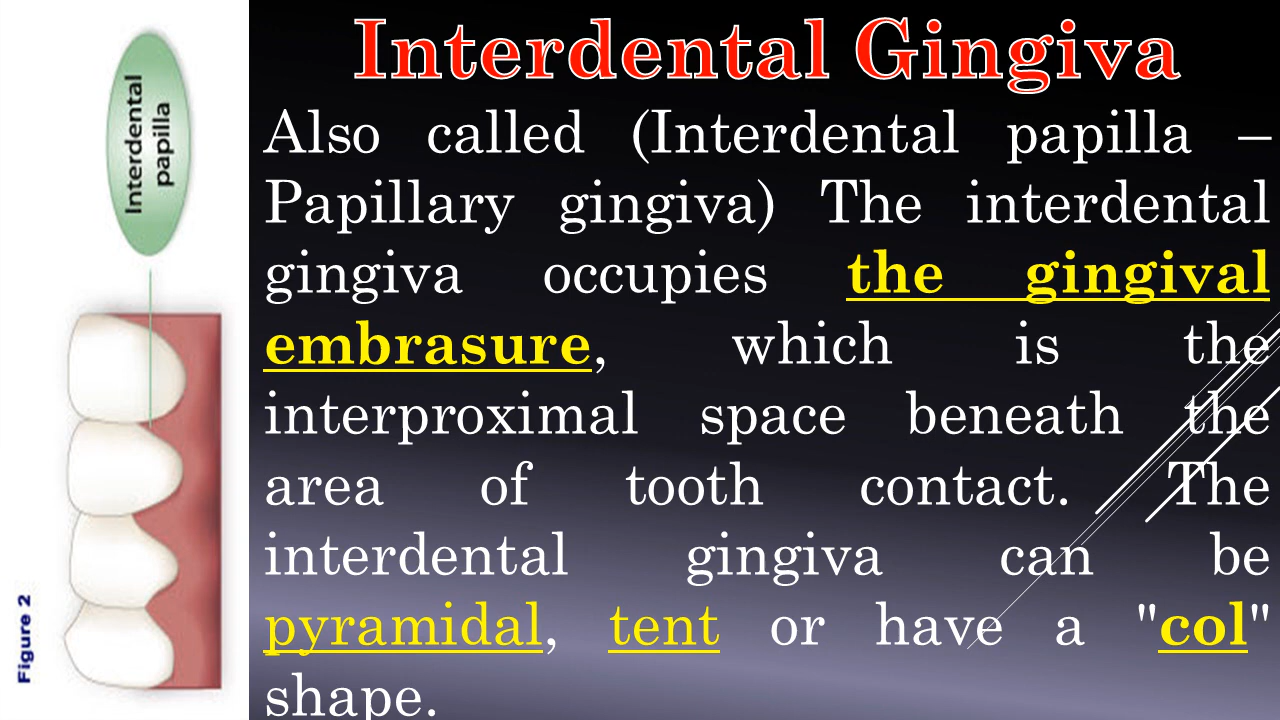 Interdental
papilla
Figure 2
Interdental Gingiva
Also called (Interdental papilla –
Papillary gingiva) The interdental
gingiva occupies the gingival
embrasure, which is the
interproximal space beneath the
area of tooth contact. The
interdental gingiva can be
pyramidal, tent or have a "col"
shape.